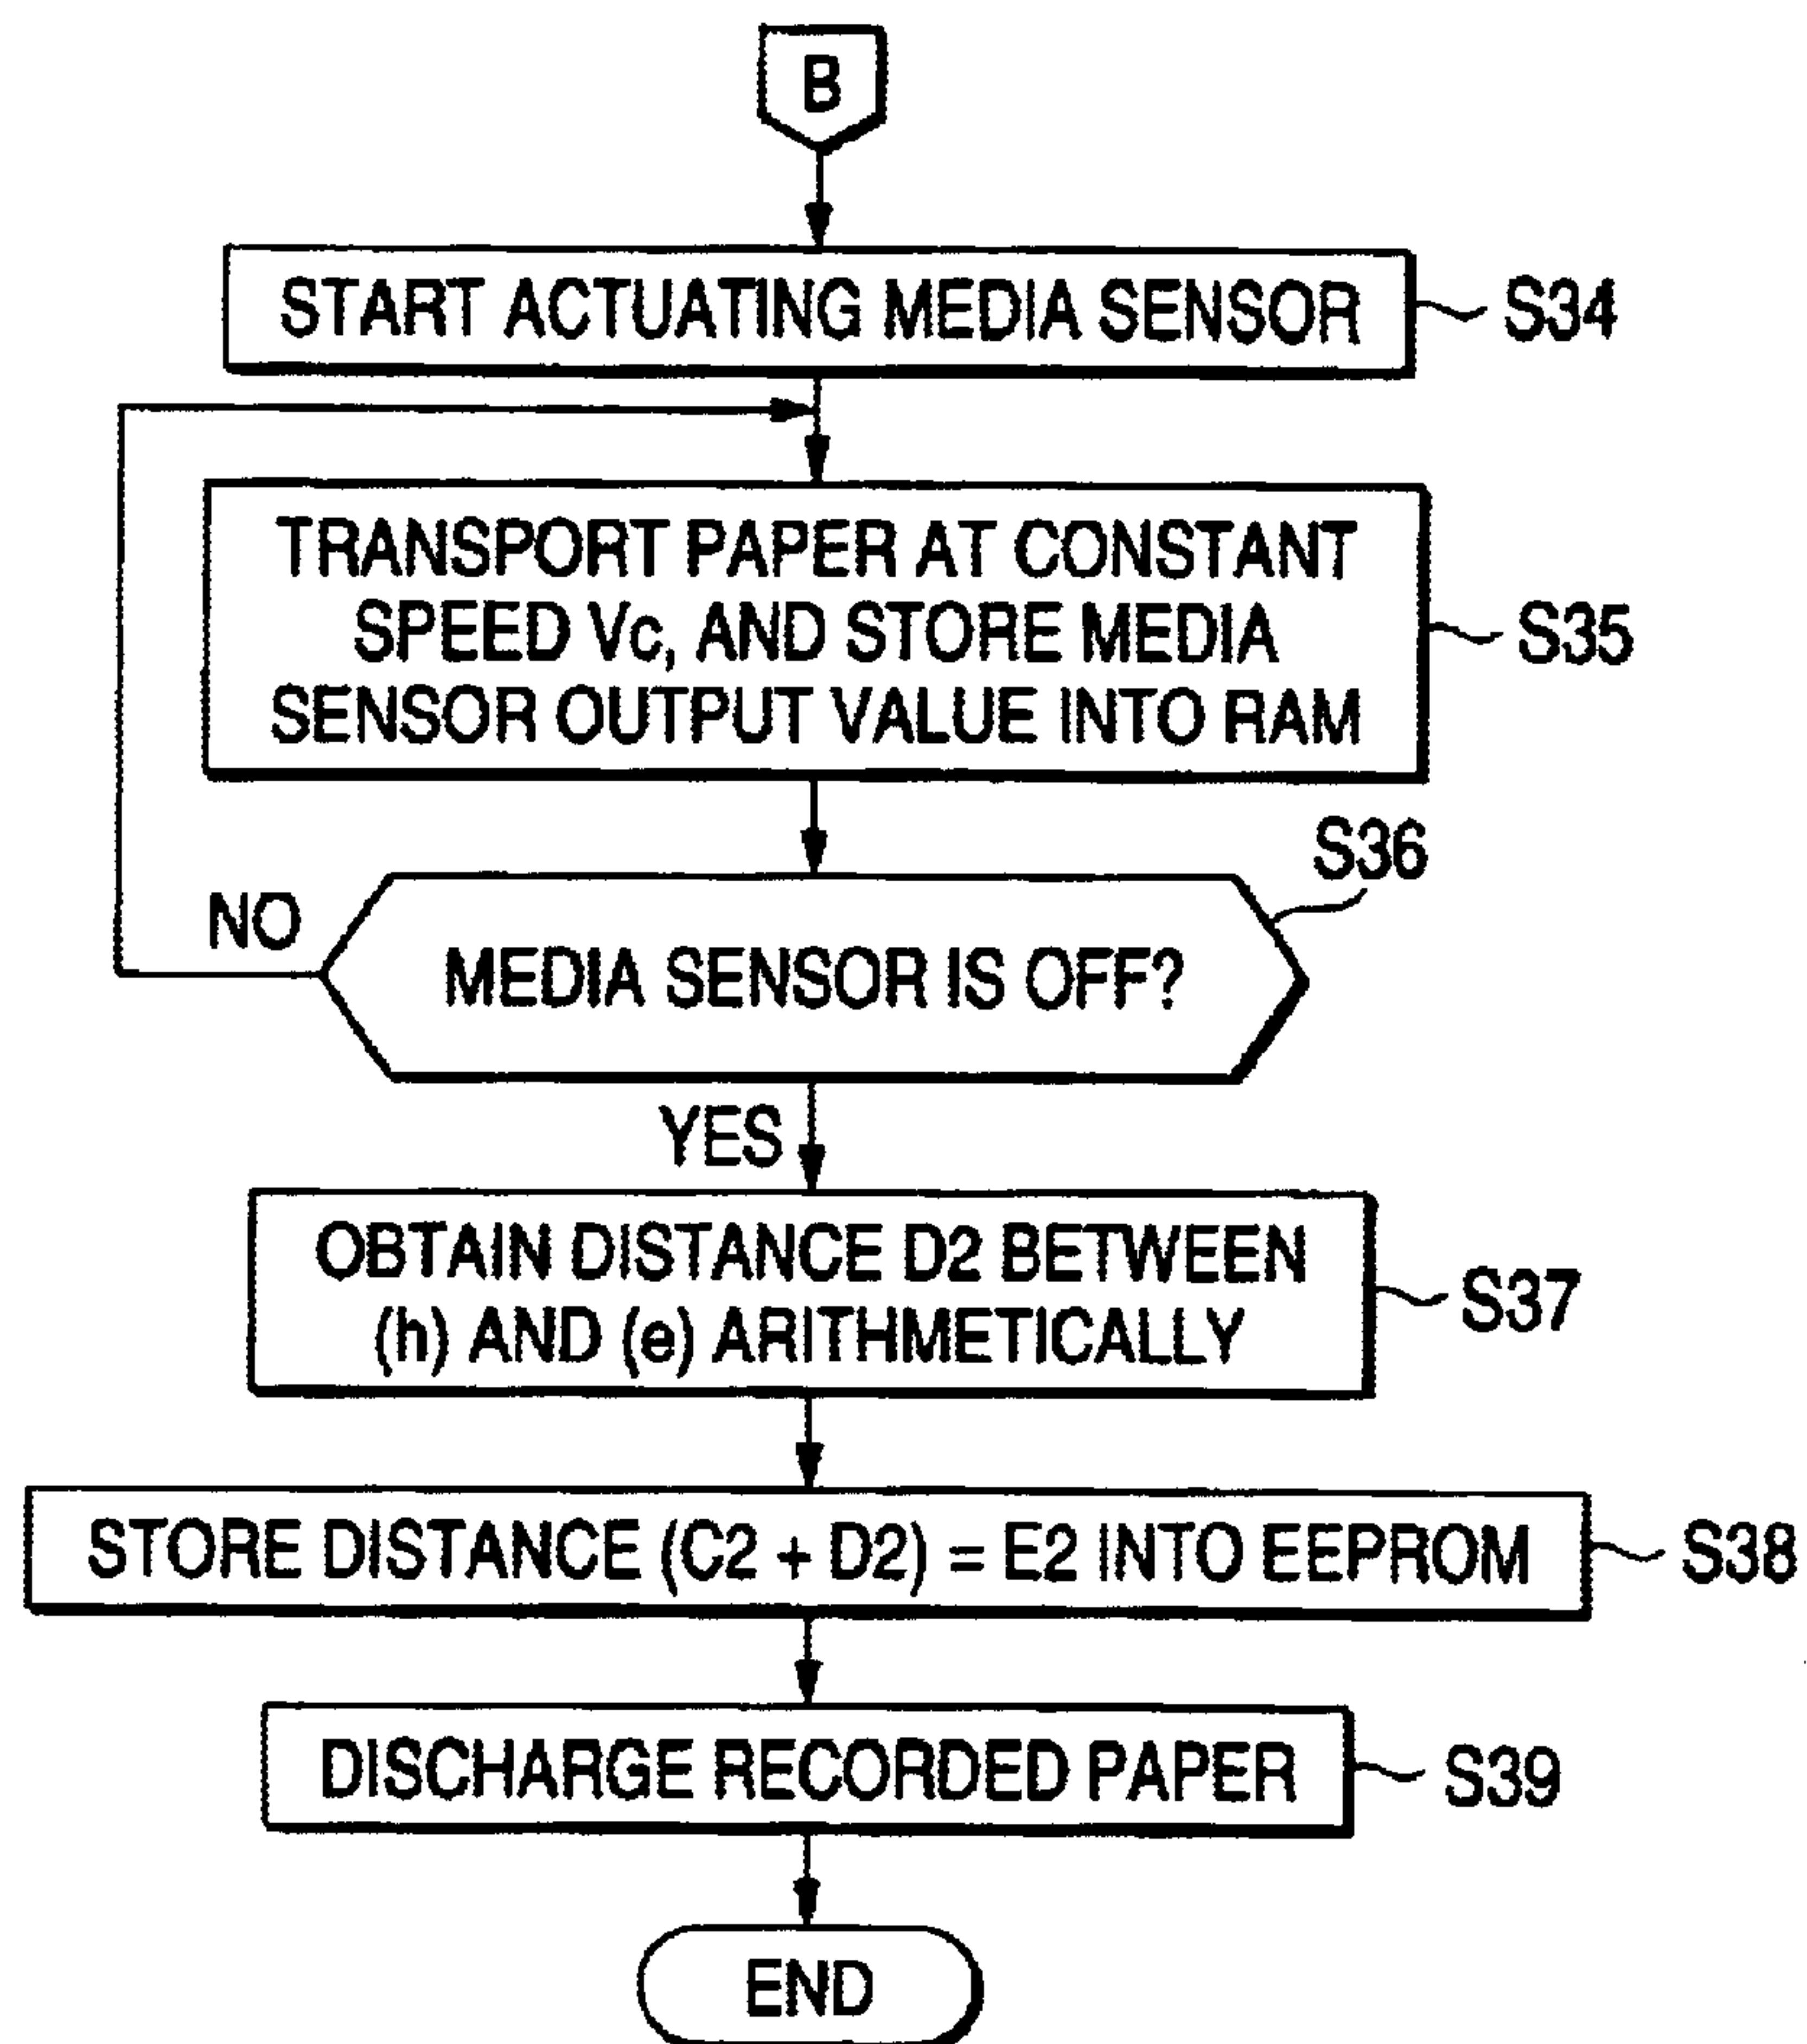 B
START ACTUATING MEDIA SENSOR
S34
TRANSPORT PAPER AT CONSTANT
SPEED Vc, AND STORE MEDIA
SENSOR OUTPUT VALUE INTO RAM
S35
S36
NO
MEDIA SENSOR IS OFF?
YES
OBTAIN DISTANCE D2 BETWEEN
(h) AND (e) ARITHMETICALLY
S37
STORE DISTANCE (C2 + D2) = E2 INTO EEPROM
S38
DISCHARGE RECORDED PAPER
S39
END